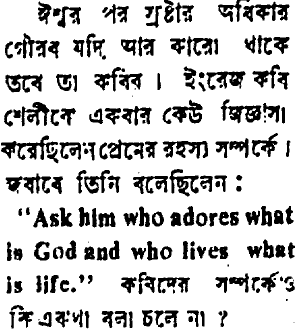 ঈশ্বর পর স্রষ্টার অধিকার
গৌরব যদি আর কারো থাকে
তবে তা কবির। ইংরেজ কবি
শেলীকে একবার কেউ জিজ্ঞাসা
করেছিলেন প্রেমের রহস্য সম্পর্কে।
জবাবে তিনি বলেছিলেন :
“Ask him who adores what
is God and who lives what
is life.” কবিদের সম্পর্কেও
কি একথা বলা চলে না ?